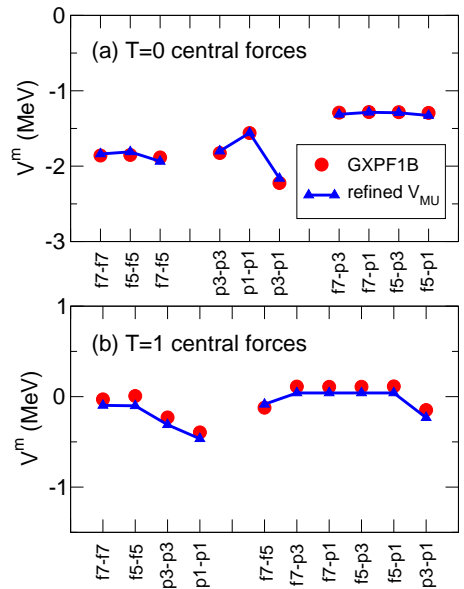 0
(a) T=0 central forces
-1
V^m (MeV)
GXPF1B
-2
refined V_MU
-3
f7-f7
f5-f5
f7-f5
p3-p3
p1-p1
p3-p1
f7-p3
f7-p1
f5-p3
f5-p1
1
(b) T=1 central forces
0
V^m (MeV)
-1
f7-f7
f5-f5
p3-p3
p1-p1
f7-f5
f7-p3
f7-p1
f5-p3
f5-p1
p3-p1